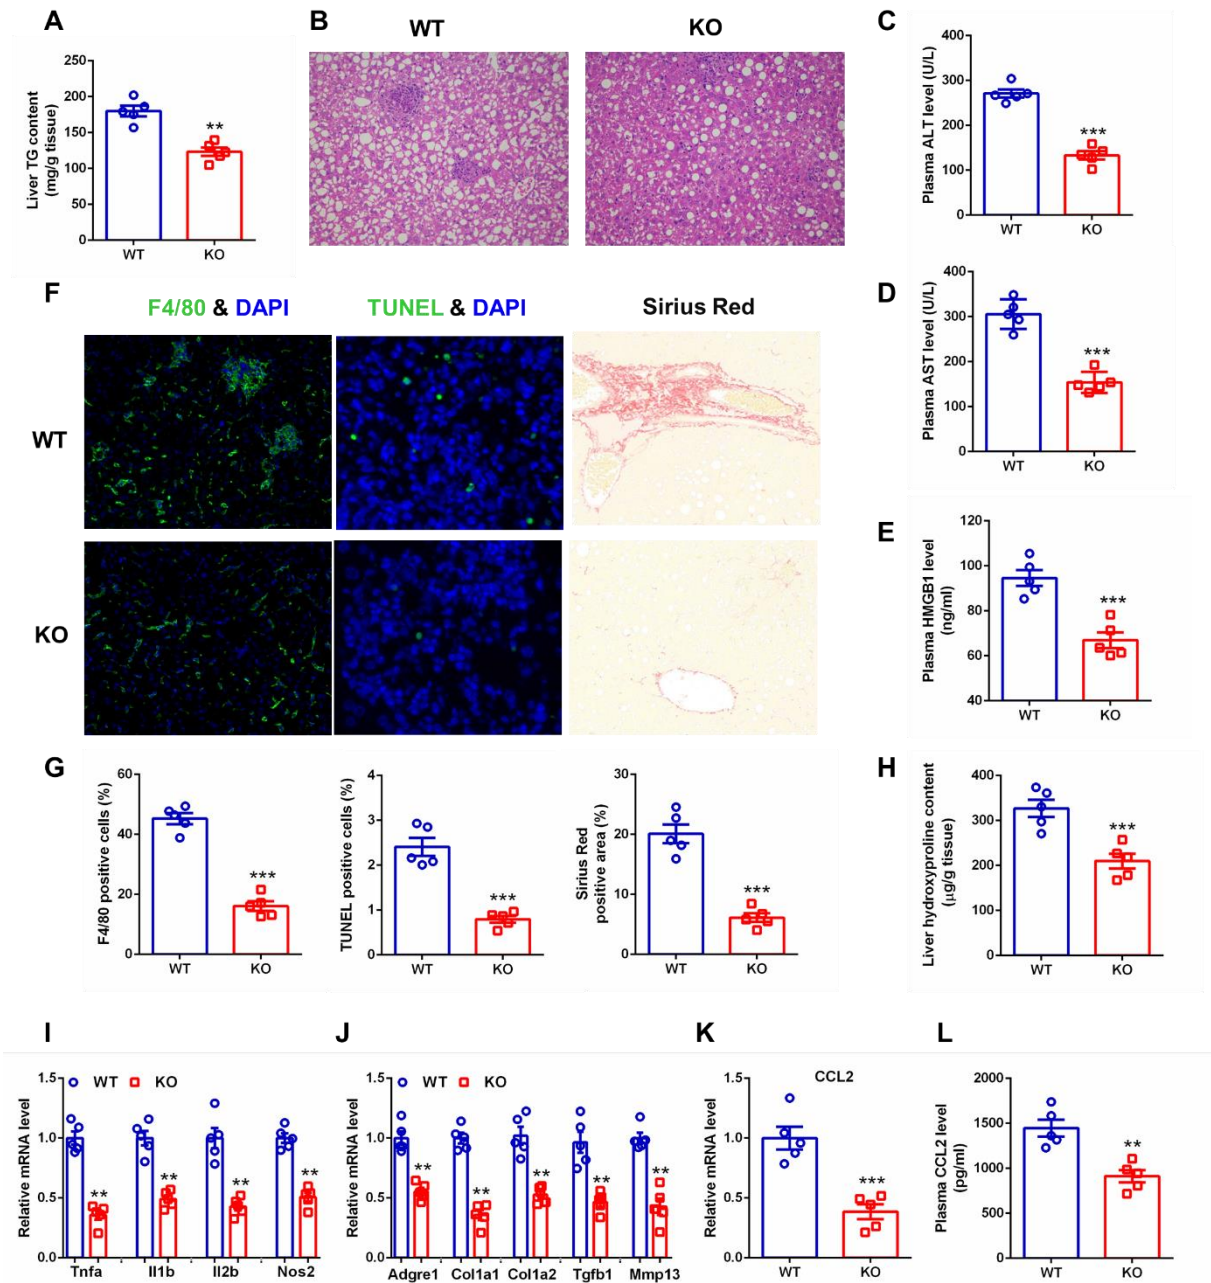 A
Liver TG content
(mg/g tissue)
250
200
150
100
50
0
**
WT
KO
B
WT
KO
C
Plasma ALT level (U/L)
400
300
200
100
0
***
WT
KO
D
Plasma AST level (U/L)
400
300
200
100
0
***
WT
KO
E
Plasma HMGB1 level
(ng/ml)
120
100
80
60
40
***
WT
KO
F
F4/80 & DAPI
TUNEL & DAPI
Sirius Red
WT
KO
G
F4/80 positive cells (%)
60
40
20
0
***
WT
KO
TUNEL positive cells (%)
4
3
2
1
0
***
WT
KO
Sirius Red
positive area (%)
30
20
10
0
***
WT
KO
H
Liver hydroxyproline content
(μg/g tissue)
400
300
200
100
0
***
WT
KO
I
Relative mRNA level
1.5
1.0
0.5
0.0
WT KO
**
**
**
**
Tnfa Il1b Il2b Nos2
J
Relative mRNA level
1.5
1.0
0.5
0.0
WT KO
**
**
**
**
**
Adgre1 Col1a1 Col1a2 Tgfb1 Mmp13
K
CCL2
Relative mRNA level
1.5
1.0
0.5
0.0
***
WT
KO
L
Plasma CCL2 level
(pg/ml)
2000
1500
1000
500
0
**
WT
KO